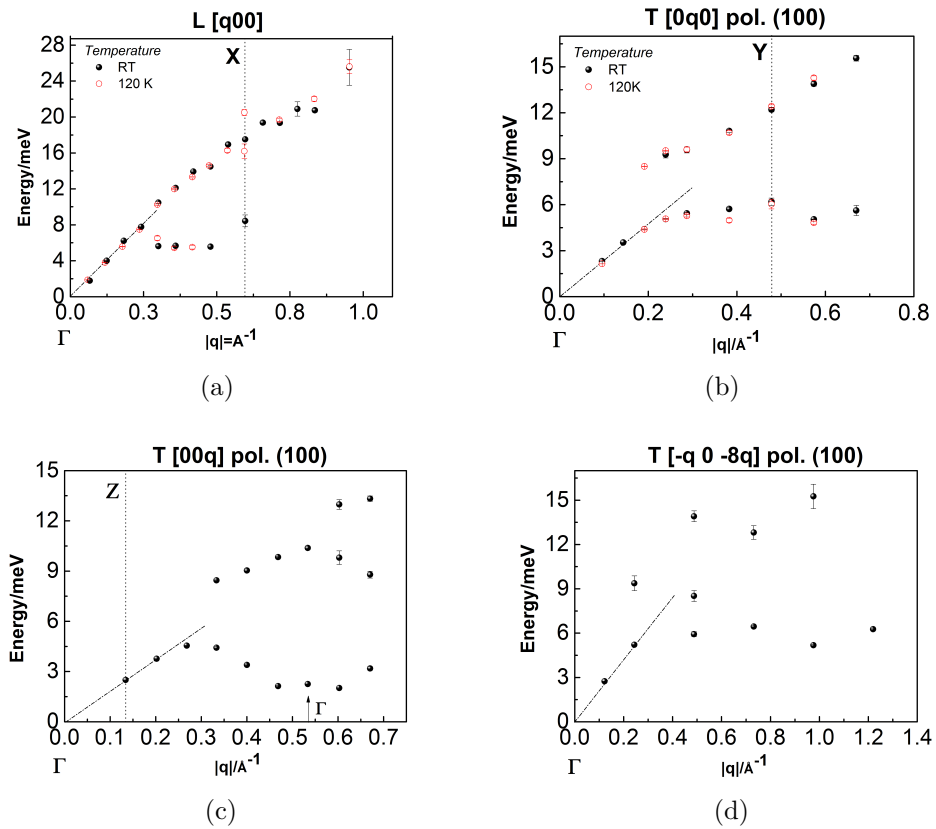 L [q00]
Energy/meV
28
24
20
16
12
8
4
0
Temperature
RT
120 K
X
0.0 0.3 0.5 0.8 1.0
Γ
|q|=A⁻¹
(a)
T [0q0] pol. (100)
Energy/meV
15
12
9
6
3
0
Temperature
RT
120K
Y
0.0 0.2 0.4 0.6 0.8
Γ
|q|/Å⁻¹
(b)
T [00q] pol. (100)
Energy/meV
15
12
9
6
3
0
Z
Γ
0.0 0.1 0.2 0.3 0.4 0.5 0.6 0.7
Γ
|q|/Å⁻¹
(c)
T [-q 0 -8q] pol. (100)
Energy/meV
15
12
9
6
3
0
0.0 0.2 0.4 0.6 0.8 1.0 1.2 1.4
Γ
|q|/Å⁻¹
(d)